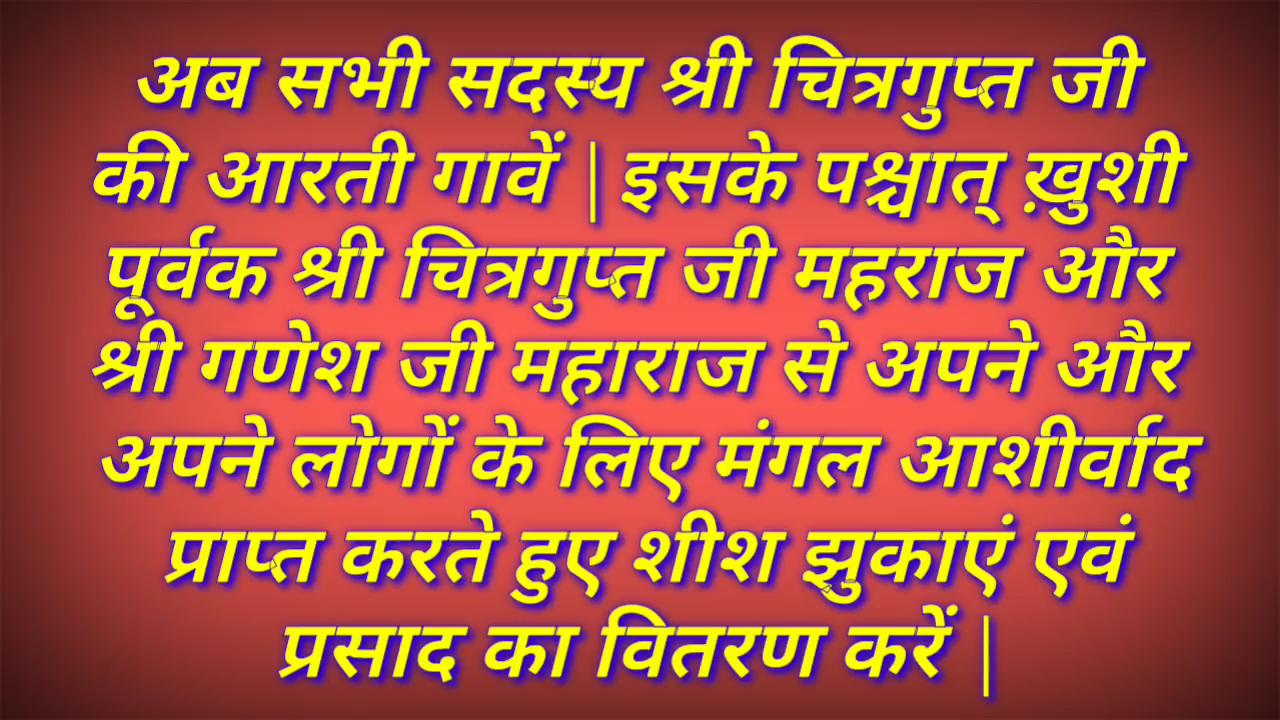 अब सभी सदस्य श्री चित्रगुप्त जी
की आरती गावें | इसके पश्चात् ख़ुशी
पूर्वक श्री चित्रगुप्त जी महराज और
श्री गणेश जी महाराज से अपने और
अपने लोगों के लिए मंगल आशीर्वाद
प्राप्त करते हुए शीश झुकाएं एवं
प्रसाद का वितरण करें |